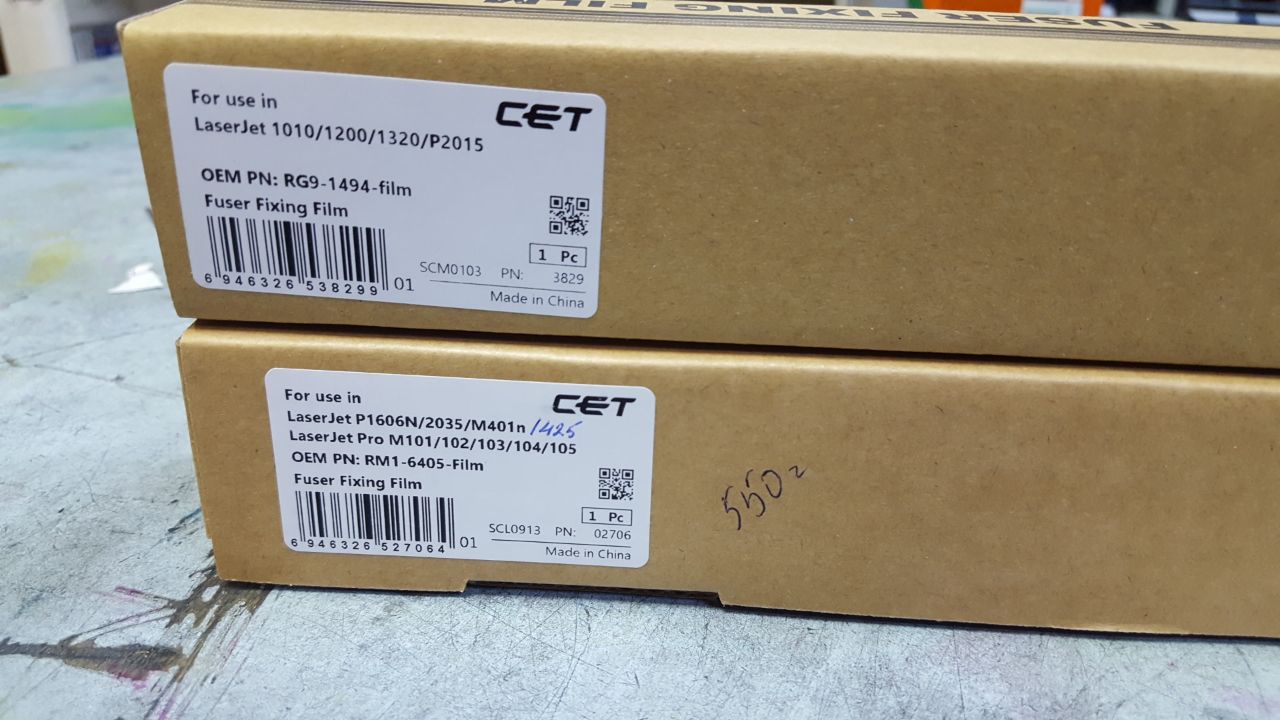 FUSER FIXING FILM
For use in
CET
LaserJet 1010/1200/1320/P2015
OEM PN: RG9-1494-film
Fuser Fixing Film
1 Pc
SCM0103 PN: 3829
6 946326 538299 01
Made in China
For use in
CET
LaserJet P1606N/2035/M401n 1425
LaserJet Pro M101/102/103/104/105
OEM PN: RM1-6405-Film
Fuser Fixing Film
1 Pc
SCL0913 PN: 02706
6 946326 527064 01
Made in China
550